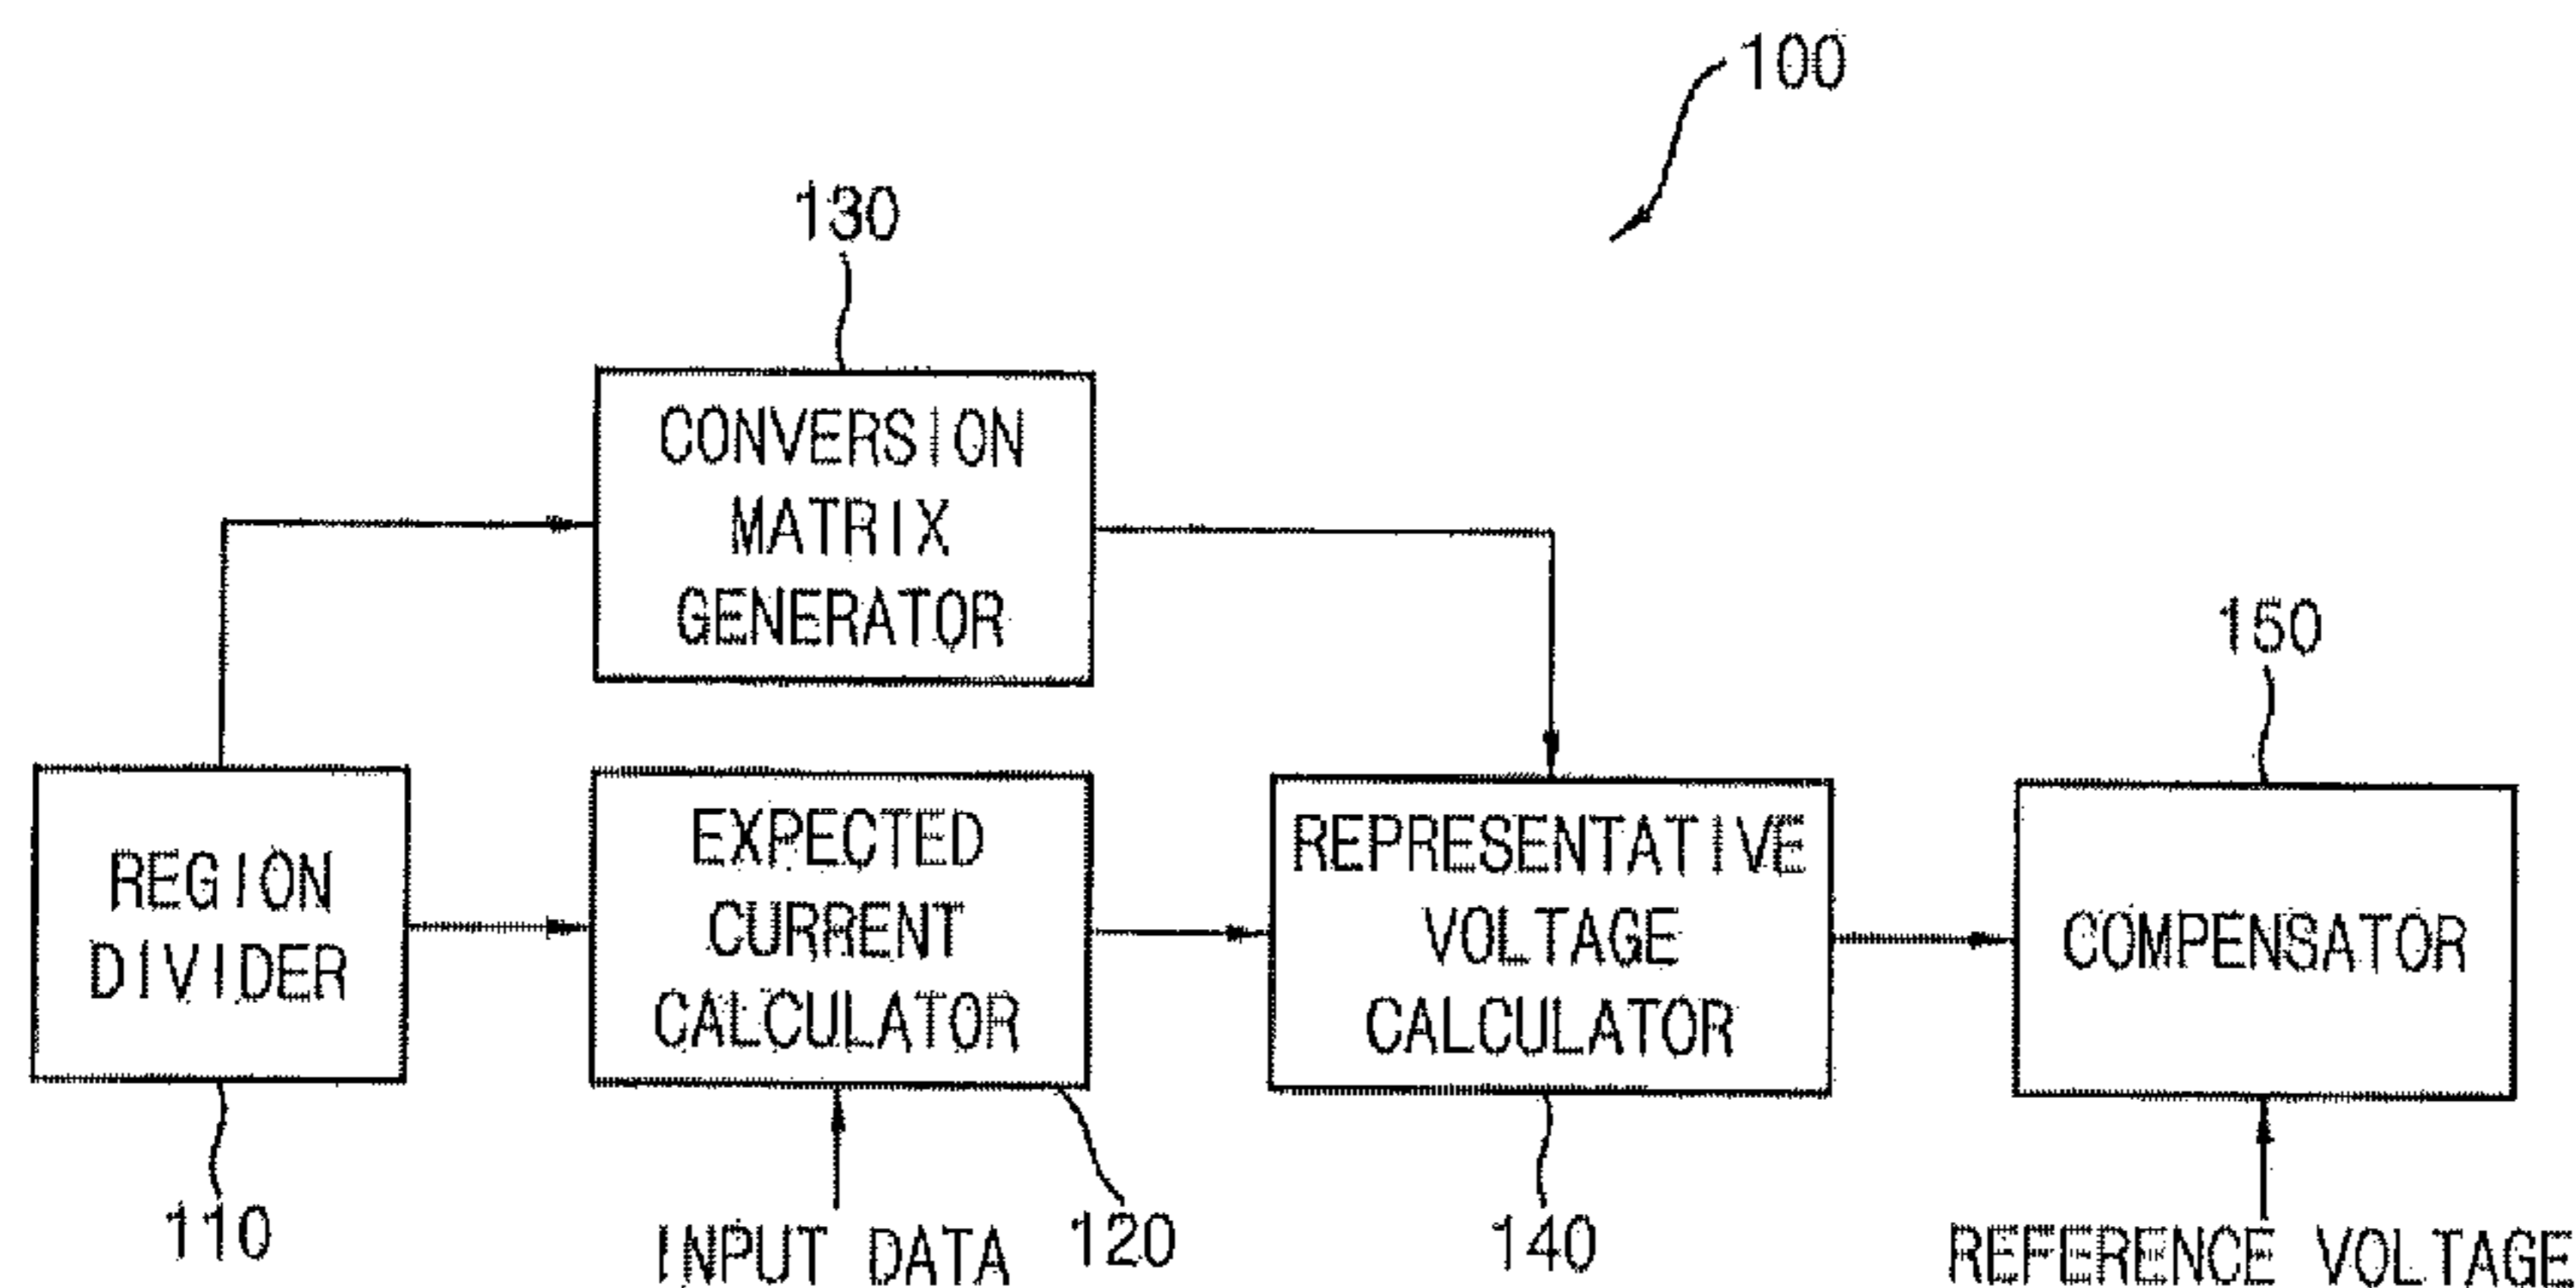 100
130
CONVERSION
MATRIX
GENERATOR
150
REGION
DIVIDER
EXPECTED
CURRENT
CALCULATOR
REPRESENTATIVE
VOLTAGE
CALCULATOR
COMPENSATOR
110
INPUT DATA
120
140
REFERENCE VOLTAGE